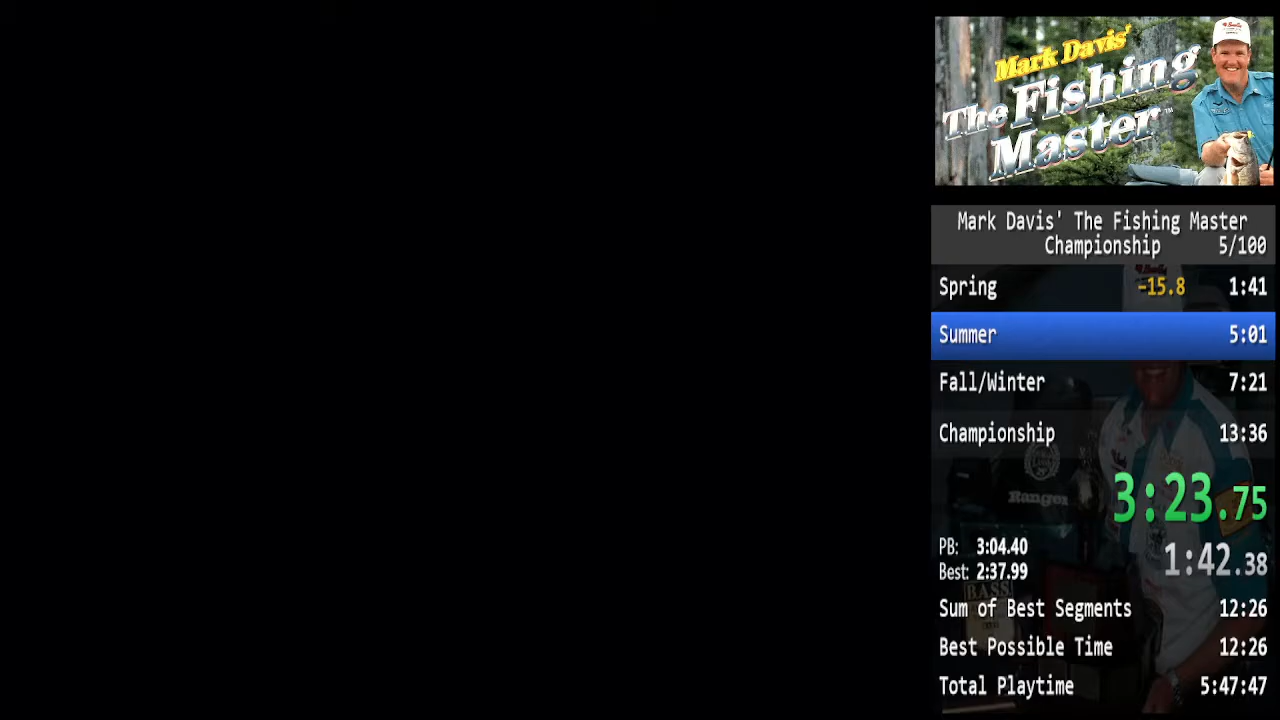 Mark Davis'
The Fishing
Master™
Mark Davis' The Fishing Master
Championship 5/100
Spring -15.8 1:41
Summer 5:01
Fall/Winter 7:21
Championship 13:36
Ranger
3:23.75
PB: 3:04.40
1:42.38
Best: 2:37.99
B.A.S.S.
Sum of Best Segments 12:26
Best Possible Time 12:26
Total Playtime 5:47:47